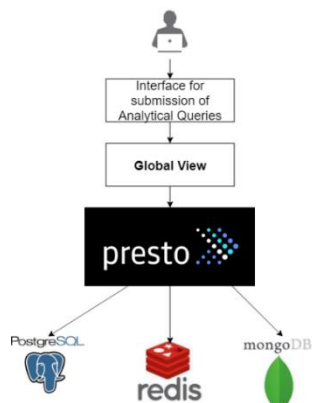 Interface for
submission of
Analytical Queries
Global View
presto
PostgreSQL
redis
mongoDB